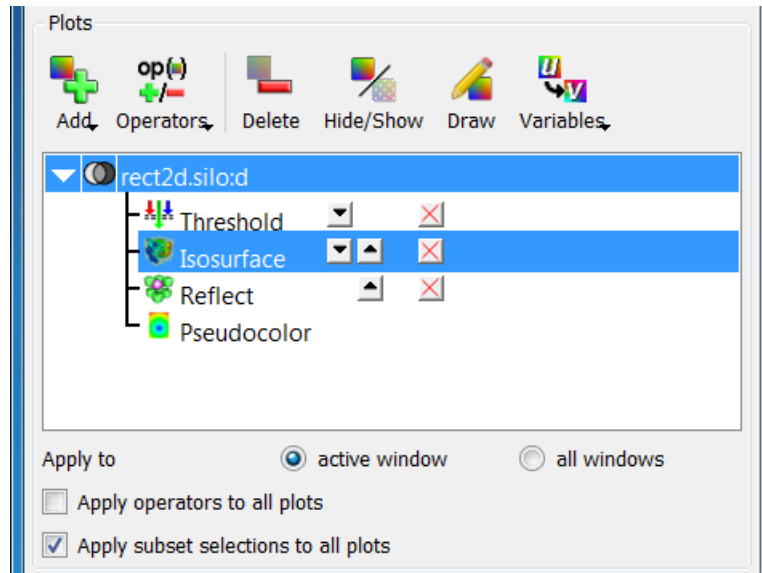 Plots
op(=)
+/-
Add Operators Delete Hide/Show Draw Variables
rect2d.silo:d
Threshold
Isosurface
Reflect
Pseudocolor
Apply to active window all windows
Apply operators to all plots
Apply subset selections to all plots